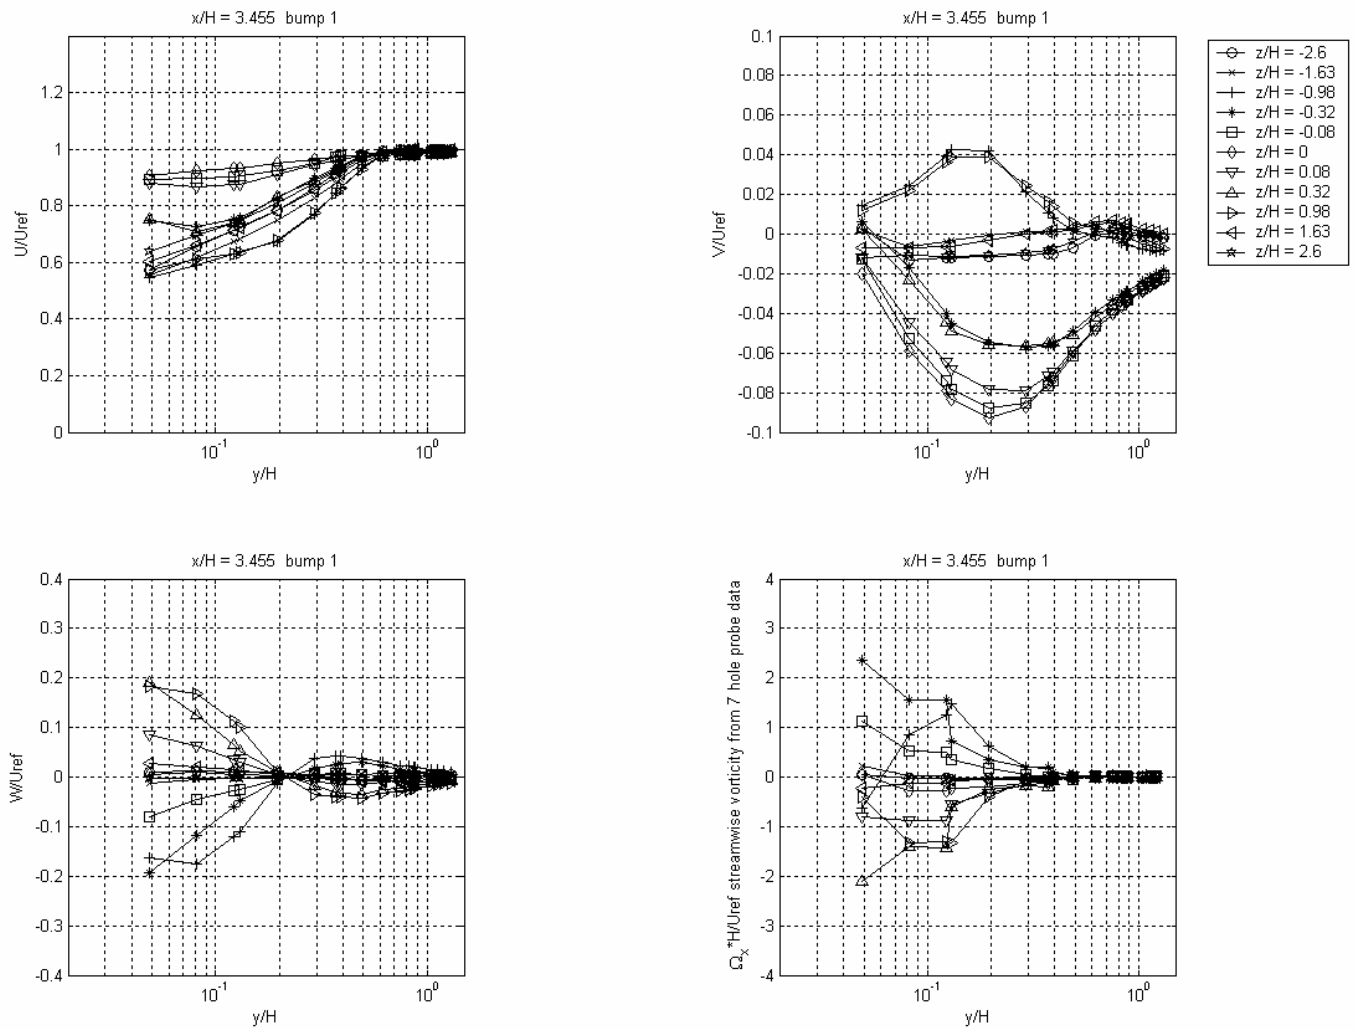 x/H = 3.455 bump 1
U/Uref
1.2
1
0.8
0.6
0.4
0.2
0
10^-1
10^0
y/H
x/H = 3.455 bump 1
V/Uref
0.1
0.08
0.06
0.04
0.02
0
-0.02
-0.04
-0.06
-0.08
-0.1
10^-1
10^0
y/H
z/H = -2.6
z/H = -1.63
z/H = -0.98
z/H = -0.32
z/H = -0.08
z/H = 0
z/H = 0.08
z/H = 0.32
z/H = 0.98
z/H = 1.63
z/H = 2.6
x/H = 3.455 bump 1
W/Uref
0.4
0.3
0.2
0.1
0
-0.1
-0.2
-0.3
-0.4
10^-1
10^0
y/H
x/H = 3.455 bump 1
Ωx*H/Uref streamwise vorticity from 7 hole probe data
4
3
2
1
0
-1
-2
-3
-4
10^-1
10^0
y/H